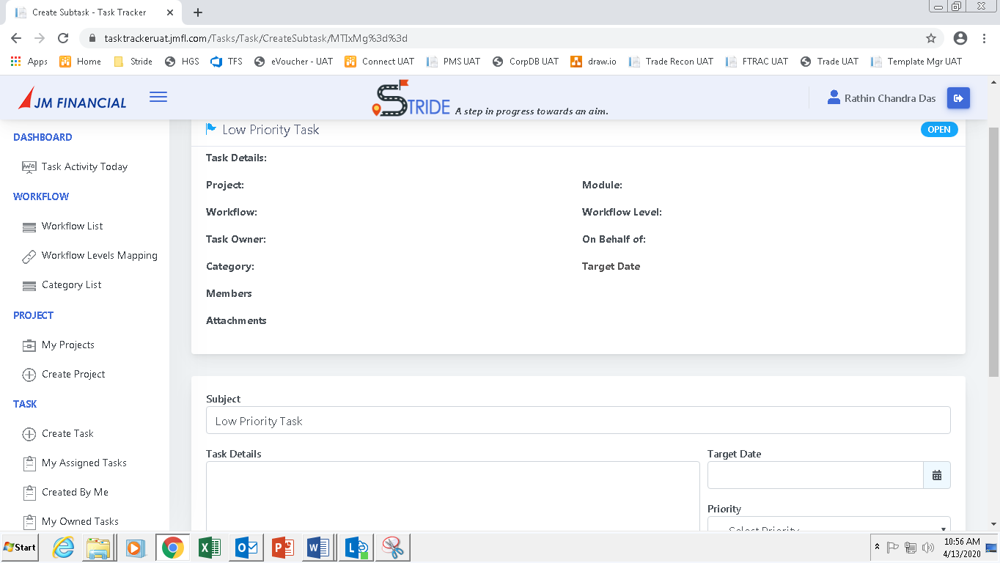 Create Subtask - Task Tracker
tasktrackeruat.jmfl.com/Tasks/Task/CreateSubtask/MTIxMg%3d%3d
Apps Home Stride HGS TFS eVoucher - UAT Connect UAT PMS UAT CorpDB UAT draw.io Trade Recon UAT FTRAC UAT Trade UAT Template Mgr UAT
JM FINANCIAL
STRIDE A step in progress towards an aim.
Rathin Chandra Das
DASHBOARD
Task Activity Today
WORKFLOW
Workflow List
Workflow Levels Mapping
Category List
PROJECT
My Projects
Create Project
TASK
Create Task
My Assigned Tasks
Created By Me
My Owned Tasks
Low Priority Task OPEN
Task Details:
Project: Module:
Workflow: Workflow Level:
Task Owner: On Behalf of:
Category: Target Date
Members
Attachments
Subject
Low Priority Task
Task Details Target Date
Priority
-- Select Priority
Start 10:56 AM
4/13/2020